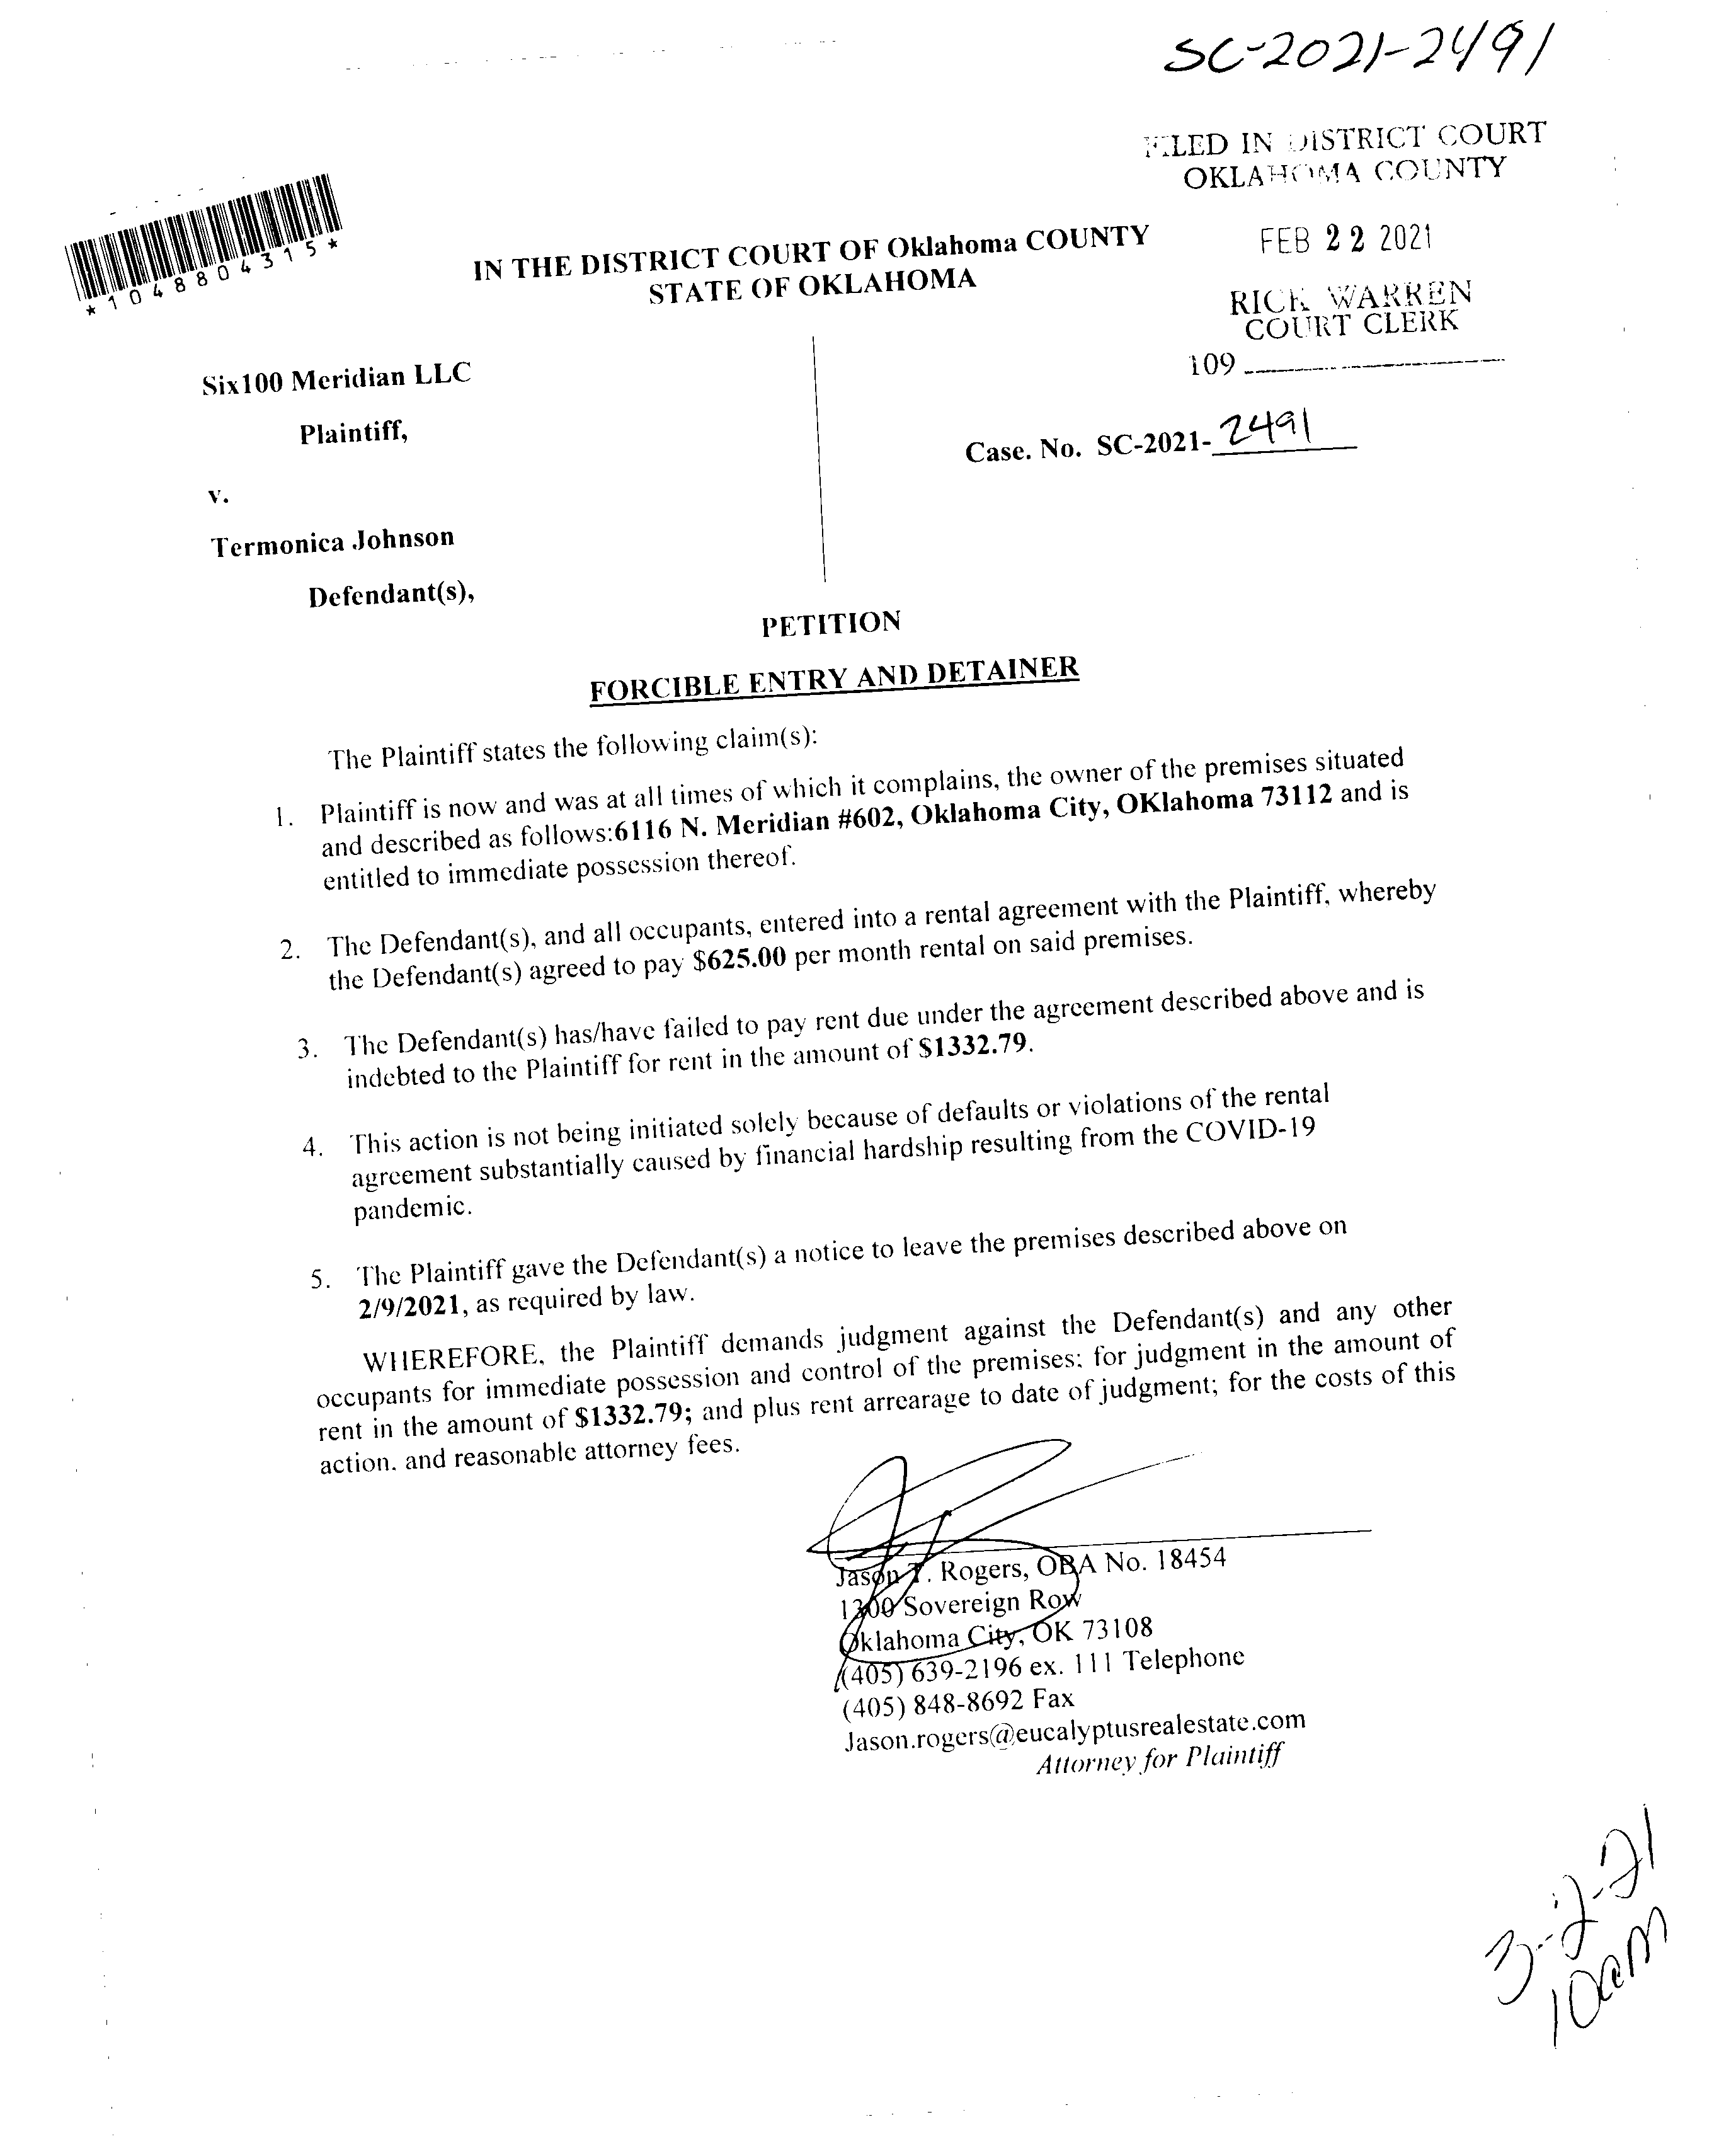 SC-2021-2491
FILED IN DISTRICT COURT
OKLAHOMA COUNTY
FEB 22 2021
RICK WARREN
COURT CLERK
109
*1048804315*
IN THE DISTRICT COURT OF Oklahoma COUNTY
STATE OF OKLAHOMA
Six100 Meridian LLC
Plaintiff,
Case. No. SC-2021-2491
v.
Termonica Johnson
Defendant(s),
PETITION
FORCIBLE ENTRY AND DETAINER
The Plaintiff states the following claim(s):
1. Plaintiff is now and was at all times of which it complains, the owner of the premises situated
and described as follows:6116 N. Meridian #602, Oklahoma City, OKlahoma 73112 and is
entitled to immediate possession thereof.
2. The Defendant(s), and all occupants, entered into a rental agreement with the Plaintiff, whereby
the Defendant(s) agreed to pay $625.00 per month rental on said premises.
3. The Defendant(s) has/have failed to pay rent due under the agreement described above and is
indebted to the Plaintiff for rent in the amount of $1332.79.
4. This action is not being initiated solely because of defaults or violations of the rental
agreement substantially caused by financial hardship resulting from the COVID-19
pandemic.
5. The Plaintiff gave the Defendant(s) a notice to leave the premises described above on
2/9/2021, as required by law.
WHEREFORE, the Plaintiff demands judgment against the Defendant(s) and any other
occupants for immediate possession and control of the premises; for judgment in the amount of
rent in the amount of $1332.79; and plus rent arrearage to date of judgment; for the costs of this
action, and reasonable attorney fees.
Jason T. Rogers, OBA No. 18454
1300 Sovereign Row
Oklahoma City, OK 73108
(405) 639-2196 ex. 111 Telephone
(405) 848-8692 Fax
Jason.rogers@eucalyptusrealestate.com
Attorney for Plaintiff
3-2-21
10am